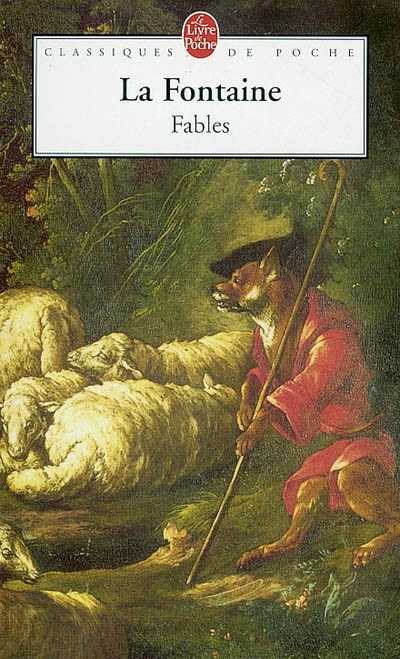 Le Livre
de
Poche
CLASSIQUES DE POCHE
La Fontaine
Fables